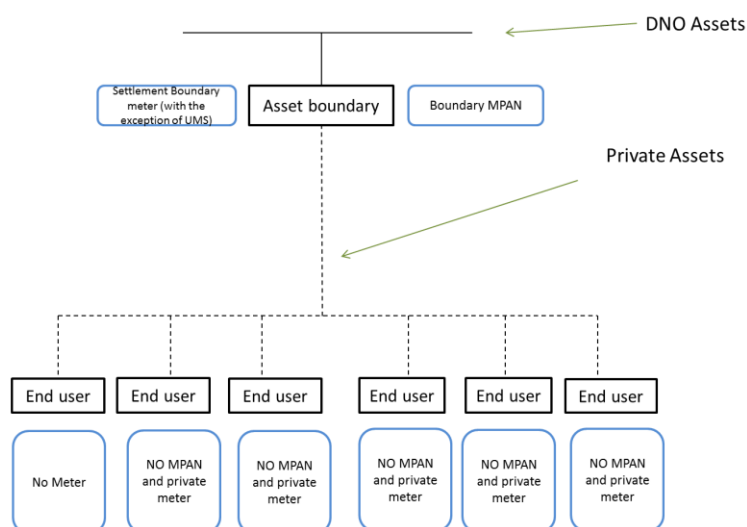 DNO Assets
Settlement Boundary
meter (with the
exception of UMS)
Asset boundary
Boundary MPAN
Private Assets
End user
End user
End user
End user
End user
End user
No Meter
NO MPAN
and private
meter
NO MPAN
and private
meter
NO MPAN
and private
meter
NO MPAN
and private
meter
NO MPAN
and private
meter